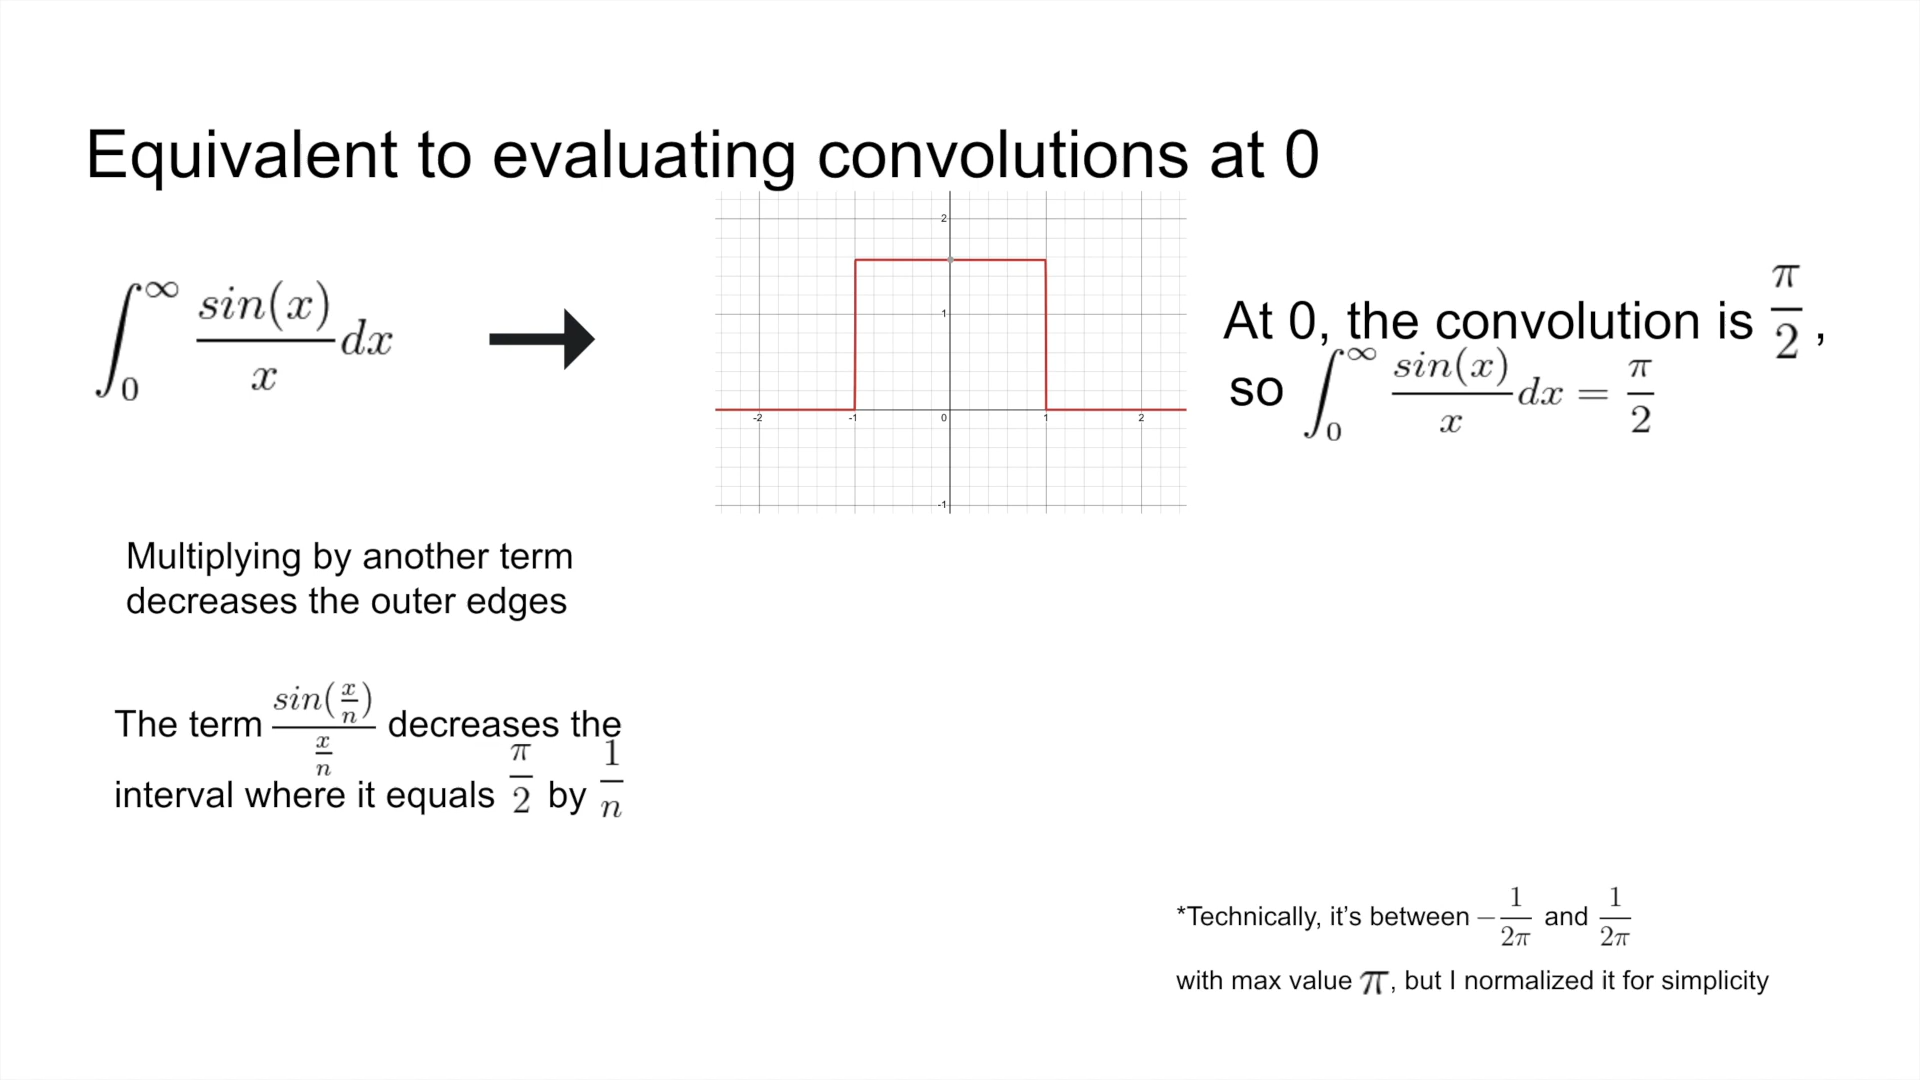 Equivalent to evaluating convolutions at 0
∫_0^∞ sin(x)/x dx
2
1
-2
-1
0
1
2
-1
At 0, the convolution is π/2,
so ∫_0^∞ sin(x)/x dx = π/2
Multiplying by another term
decreases the outer edges
The term sin(x/n)/(x/n) decreases the
interval where it equals π/2 by 1/n
*Technically, it's between -1/2π and 1/2π
with max value π, but I normalized it for simplicity